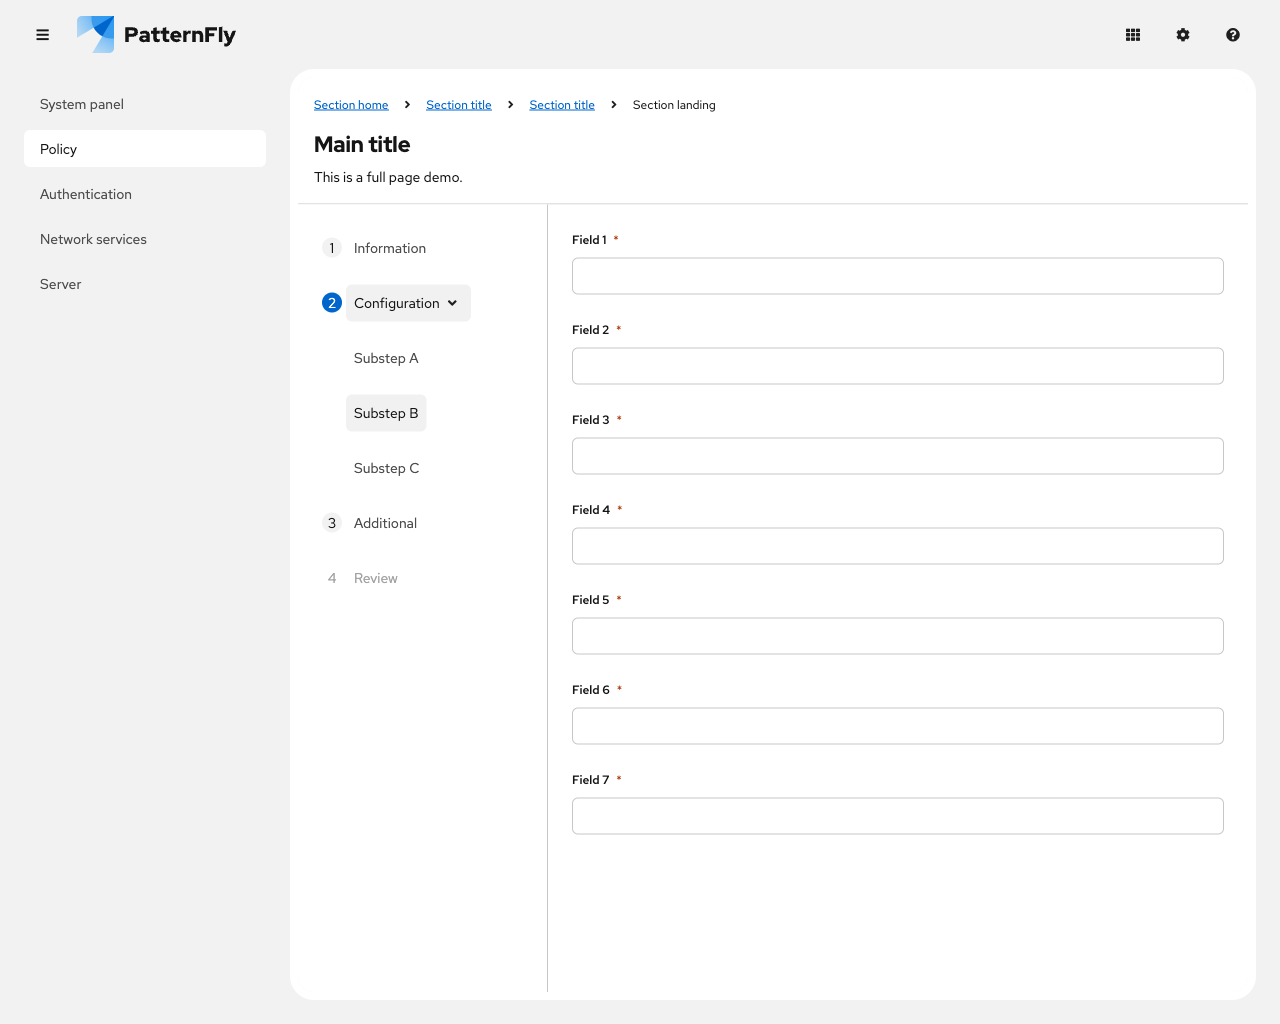 PatternFly
System panel
Policy
Authentication
Network services
Server
Section home
Section title
Section title
Section landing
Main title
This is a full page demo.
1 Information
2 Configuration
Substep A
Substep B
Substep C
3 Additional
4 Review
Field 1 *
Field 2 *
Field 3 *
Field 4 *
Field 5 *
Field 6 *
Field 7 *